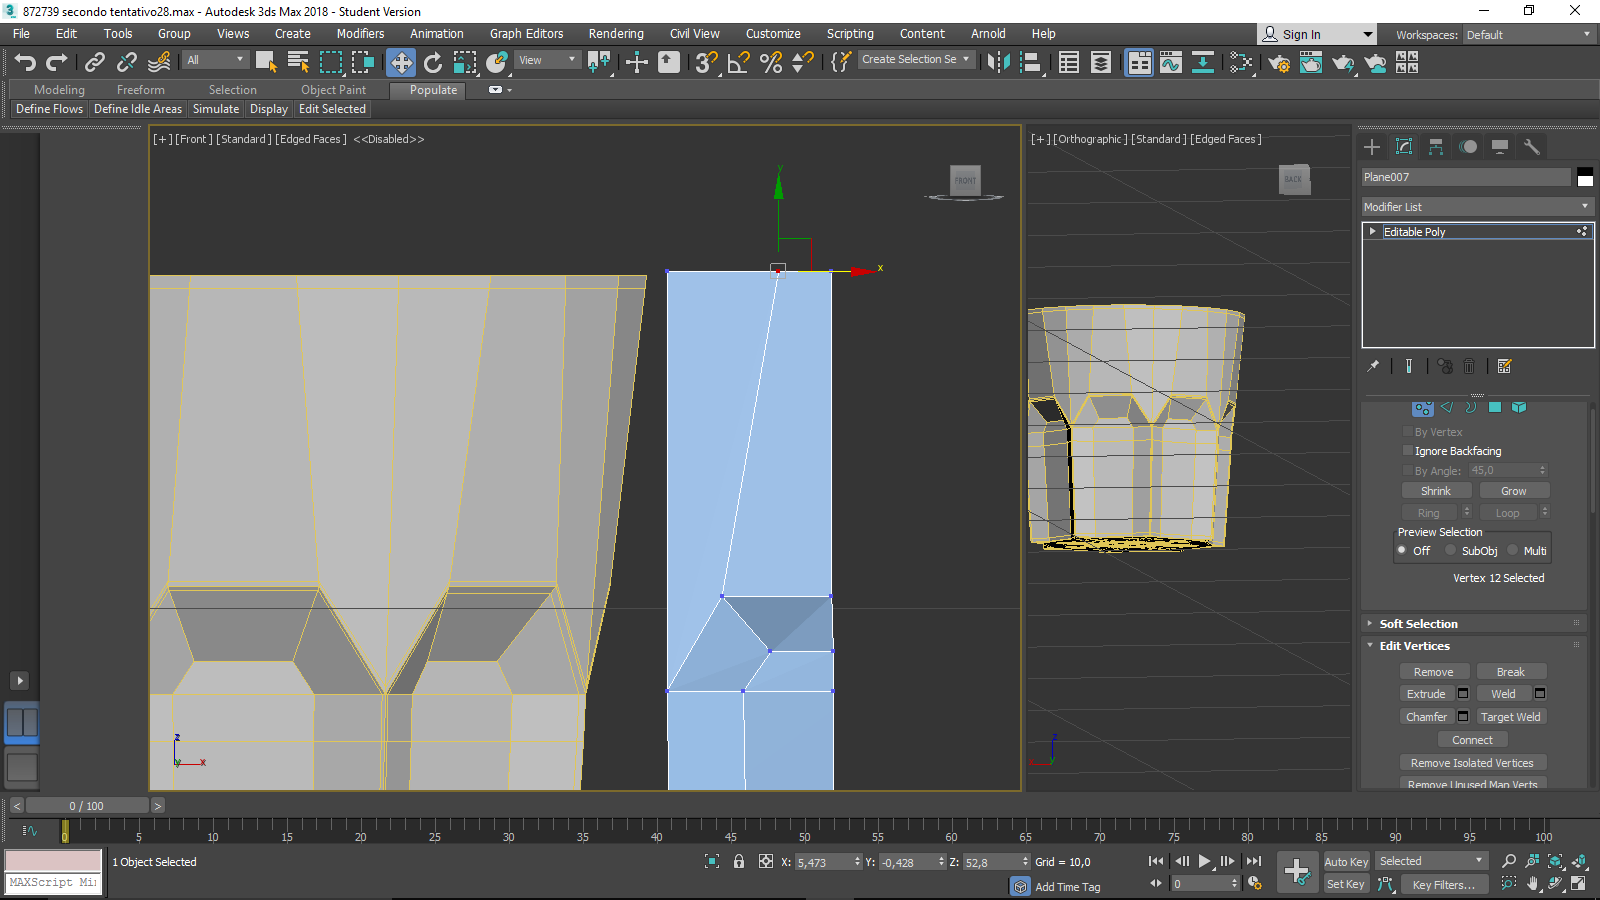 872739 secondo tentativo28.max - Autodesk 3ds Max 2018 - Student Version
File Edit Tools Group Views Create Modifiers Animation Graph Editors Rendering Civil View Customize Scripting Content Arnold Help Sign In Workspaces: Default
All View Create Selection Se
Modeling Freeform Selection Object Paint Populate
Define Flows Define Idle Areas Simulate Display Edit Selected
[+] [Front] [Standard] [Edged Faces] <<Disabled>>
[+] [Orthographic] [Standard] [Edged Faces]
FRONT
BACK
y
x
z
x
y
z
y
Plane007
Modifier List
Editable Poly
By Vertex
Ignore Backfacing
By Angle: 45,0
Shrink Grow
Ring Loop
Preview Selection
Off SubObj Multi
Vertex 12 Selected
Soft Selection
Edit Vertices
Remove Break
Extrude Weld
Chamfer Target Weld
Connect
Remove Isolated Vertices
Remove Unused Map Verts
< 0 / 100 >
0 5 10 15 20 25 30 35 40 45 50 55 60 65 70 75 80 85 90 95 100
1 Object Selected X: 5,473 Y: -0,428 Z: 52,8 Grid = 10,0 Auto Key Selected
MAXScript Mi Add Time Tag 0 Set Key Key Filters...